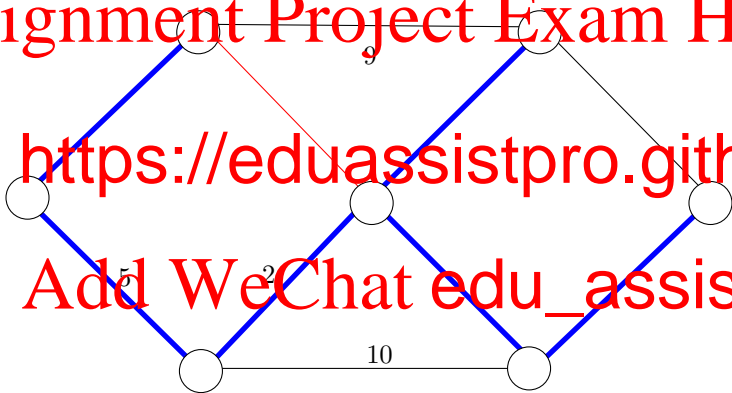 ignment Project Exam H
9
https://eduassistpro.gith
5
2
Add WeChat edu_assis
10